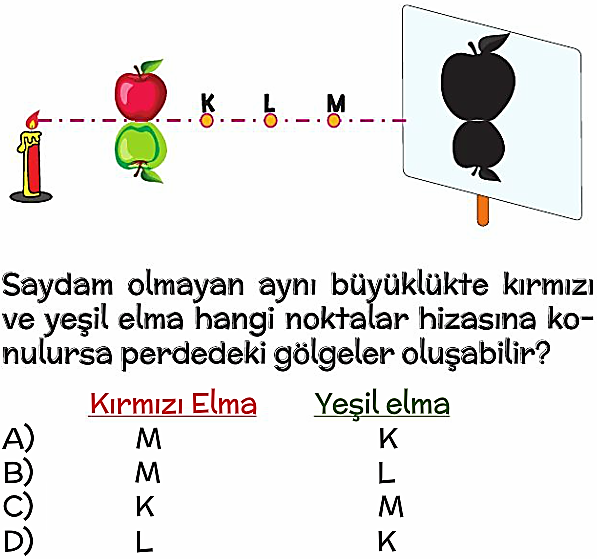 K L M
Saydam olmayan aynı büyüklükte kırmızı
ve yeşil elma hangi noktalar hizasına ko-
nulursa perdedeki gölgeler oluşabilir?
Kırmızı Elma Yeşil elma
A) M K
B) M L
C) K M
D) L K